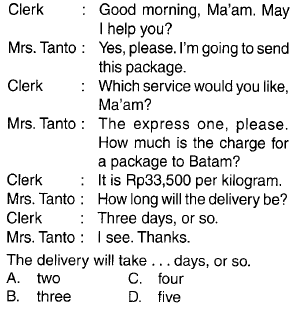 Clerk : Good morning, Ma'am. May
I help you?
Mrs. Tanto : Yes, please. I'm going to send
this package.
Clerk : Which service would you like,
Ma'am?
Mrs. Tanto : The express one, please.
How much is the charge for
a package to Batam?
Clerk : It is Rp33,500 per kilogram.
Mrs. Tanto : How long will the delivery be?
Clerk : Three days, or so.
Mrs. Tanto : I see. Thanks.
The delivery will take . . . days, or so.
A. two C. four
B. three D. five